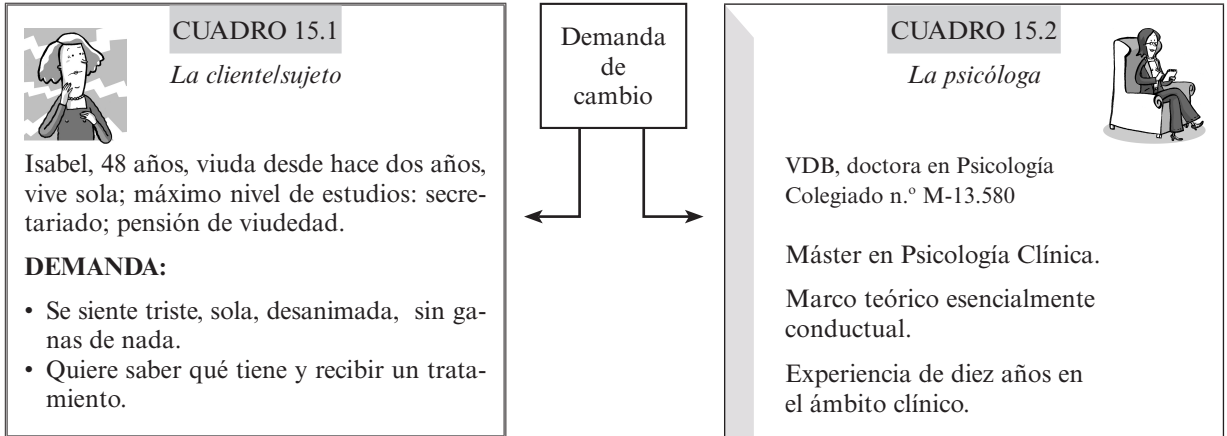 CUADRO 15.1
La cliente/sujeto
Isabel, 48 años, viuda desde hace dos años,
vive sola; máximo nivel de estudios: secre-
tariado; pensión de viudedad.
DEMANDA:
• Se siente triste, sola, desanimada, sin ga-
nas de nada.
• Quiere saber qué tiene y recibir un trata-
miento.
Demanda
de
cambio
CUADRO 15.2
La psicóloga
VDB, doctora en Psicología
Colegiado n.º M-13.580
Máster en Psicología Clínica.
Marco teórico esencialmente
conductual.
Experiencia de diez años en
el ámbito clínico.